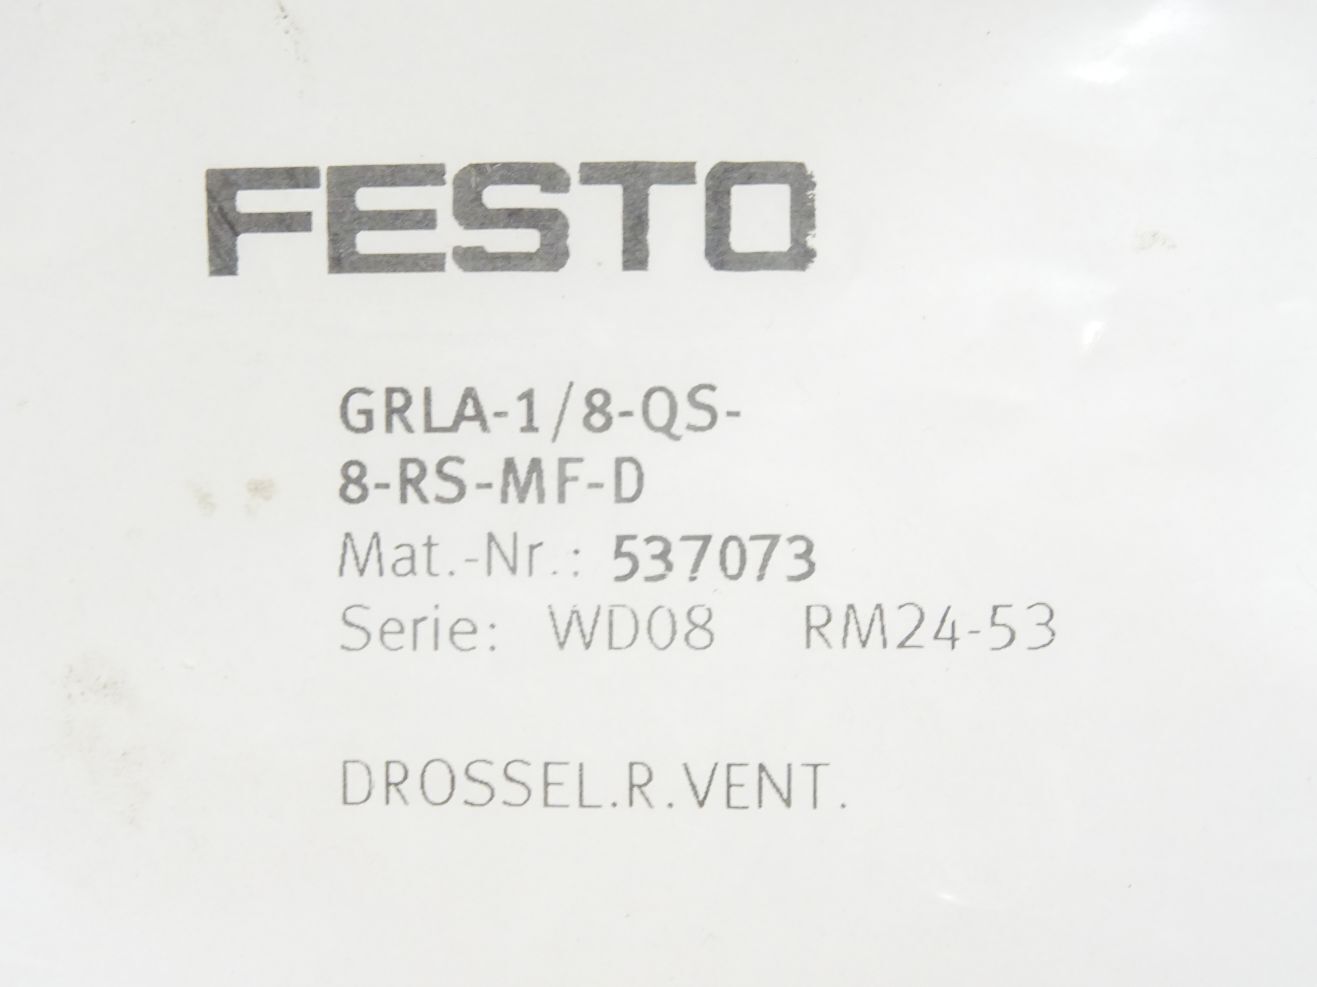 FESTO
GRLA-1/8-QS-
8-RS-MF-D
Mat.-Nr.: 537073
Serie: WD08 RM24-53
DROSSEL.R.VENT.